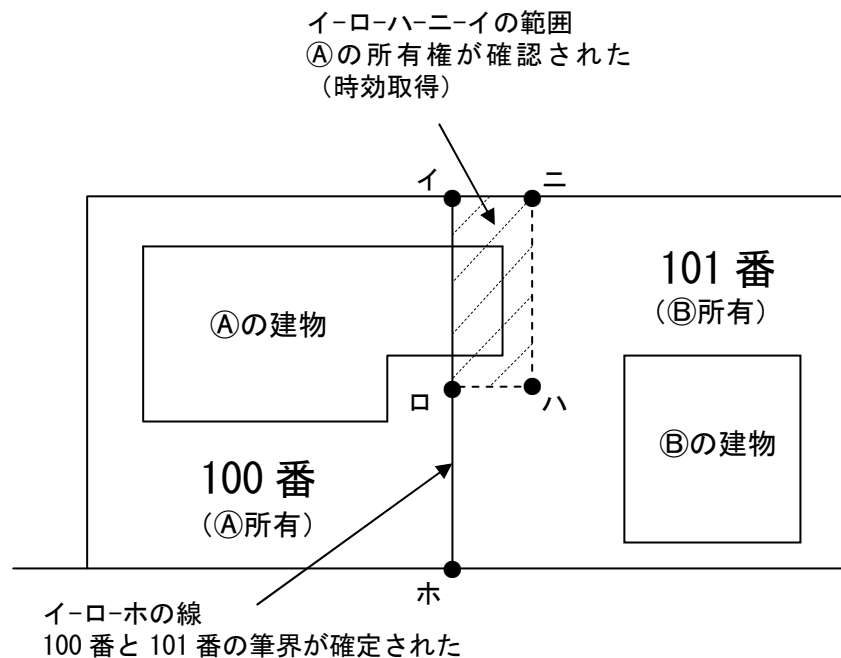 イ-ロ-ハ-ニ-イの範囲
Ⓐの所有権が確認された
（時効取得）
イ
ニ
101 番
（Ⓑ所有）
Ⓐの建物
ロ
ハ
Ⓑの建物
100 番
（Ⓐ所有）
ホ
イ-ロ-ホの線
100 番と 101 番の筆界が確定された